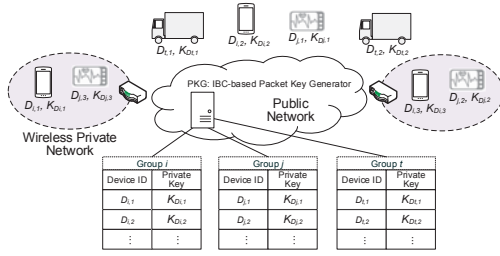 D_{i,2}, K_{Di,2}
D_{j,1}, K_{Dj,1}
D_{t,1}, K_{Dt,1}
D_{t,2}, K_{Dt,2}
PKG: IBC-based Packet Key Generator
Public
Network
D_{i,1}, K_{Di,1}
D_{j,3}, K_{Dj,3}
D_{i,3}, K_{Di,3}
D_{j,2}, K_{Dj,2}
Wireless Private
Network
Group i Group j Group t
Device ID Private Key Device ID Private Key Device ID Private Key
D_{i,1} K_{Di,1} D_{j,1} K_{Dj,1} D_{t,1} K_{Dt,1}
D_{i,2} K_{Di,2} D_{j,2} K_{Dj,2} D_{t,2} K_{Dt,2}
⋮ ⋮ ⋮ ⋮ ⋮ ⋮